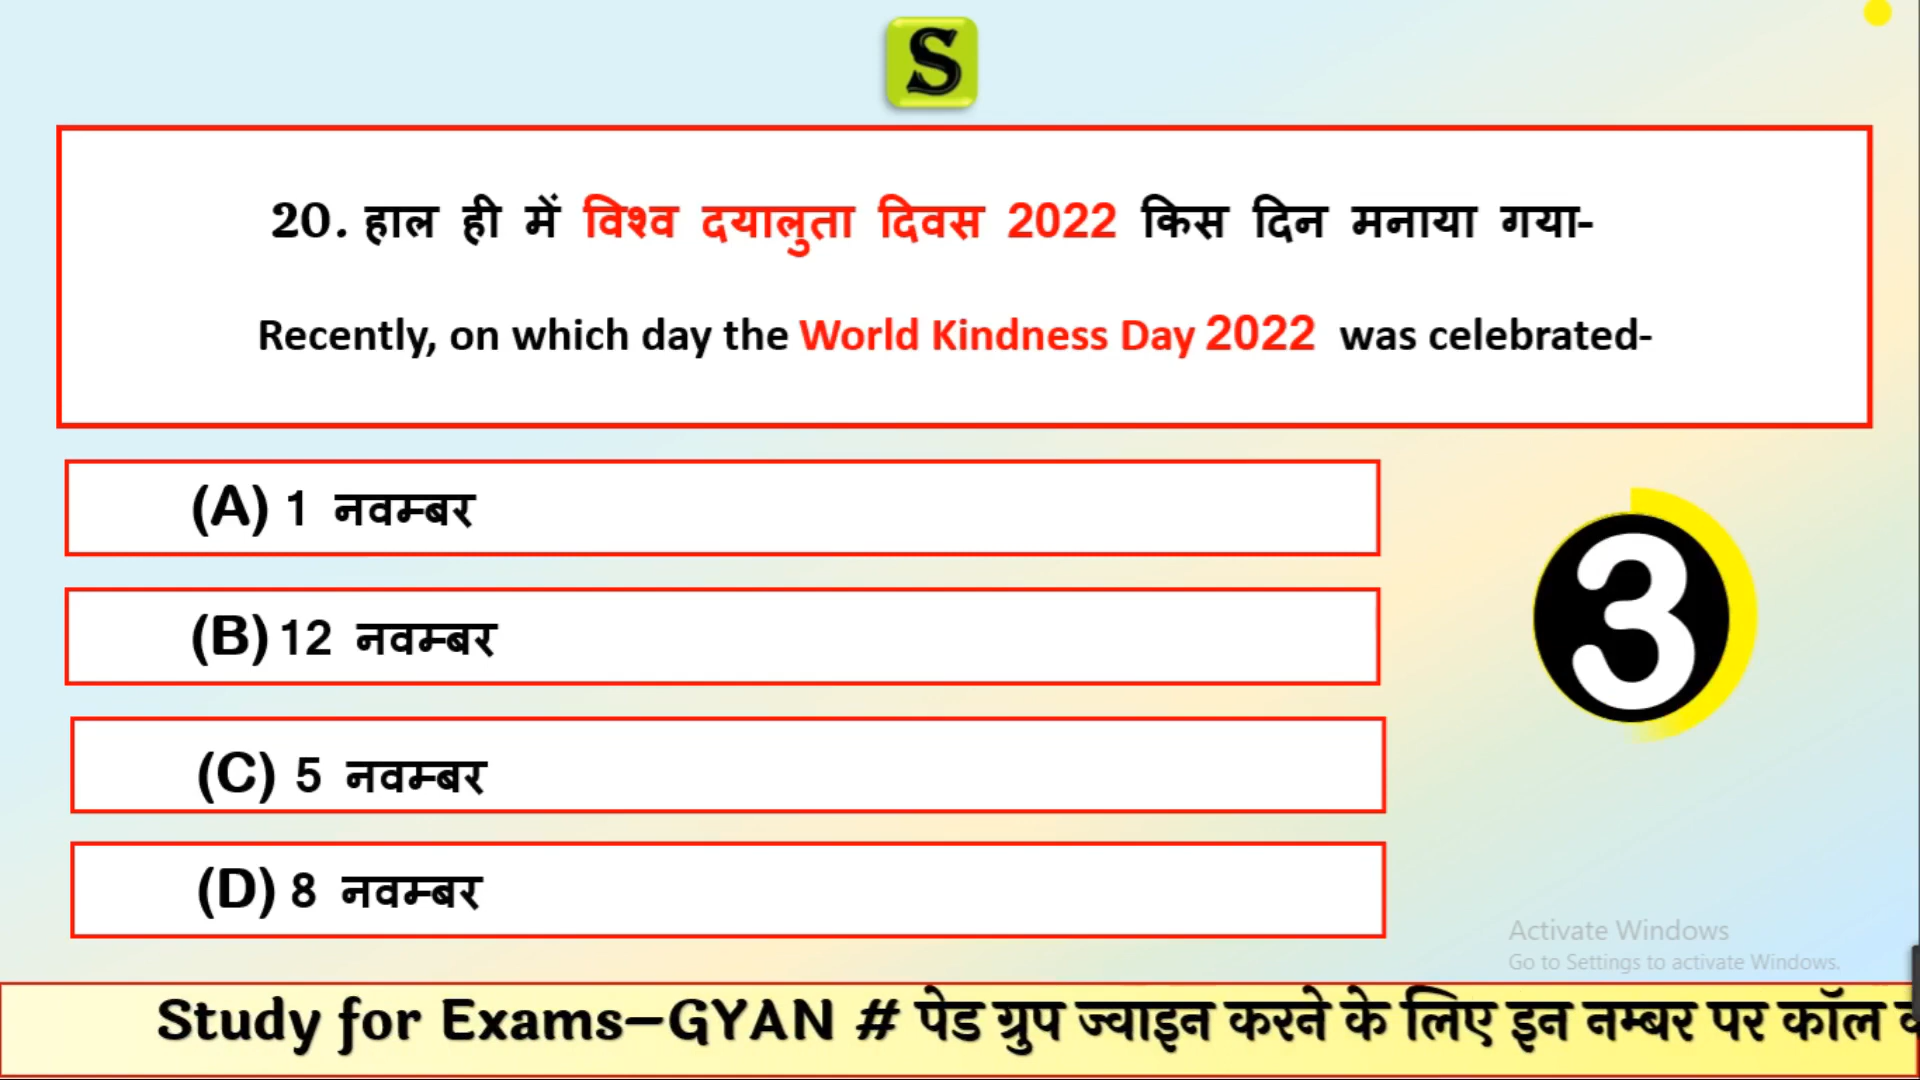 S
20. हाल ही में विश्व दयालुता दिवस 2022 किस दिन मनाया गया-
Recently, on which day the World Kindness Day 2022 was celebrated-
(A) 1 नवम्बर
(B) 12 नवम्बर
3
(C) 5 नवम्बर
(D) 8 नवम्बर
Activate Windows
Go to Settings to activate Windows.
Study for Exams–GYAN # पेड ग्रुप ज्वाइन करने के लिए इन नम्बर पर कॉल